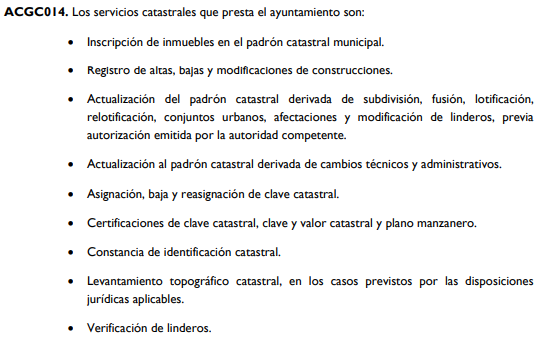 ACGC014. Los servicios catastrales que presta el ayuntamiento son:
• Inscripción de inmuebles en el padrón catastral municipal.
• Registro de altas, bajas y modificaciones de construcciones.
• Actualización del padrón catastral derivada de subdivisión, fusión, lotificación,
relotificación, conjuntos urbanos, afectaciones y modificación de linderos, previa
autorización emitida por la autoridad competente.
• Actualización al padrón catastral derivada de cambios técnicos y administrativos.
• Asignación, baja y reasignación de clave catastral.
• Certificaciones de clave catastral, clave y valor catastral y plano manzanero.
• Constancia de identificación catastral.
• Levantamiento topográfico catastral, en los casos previstos por las disposiciones
jurídicas aplicables.
• Verificación de linderos.